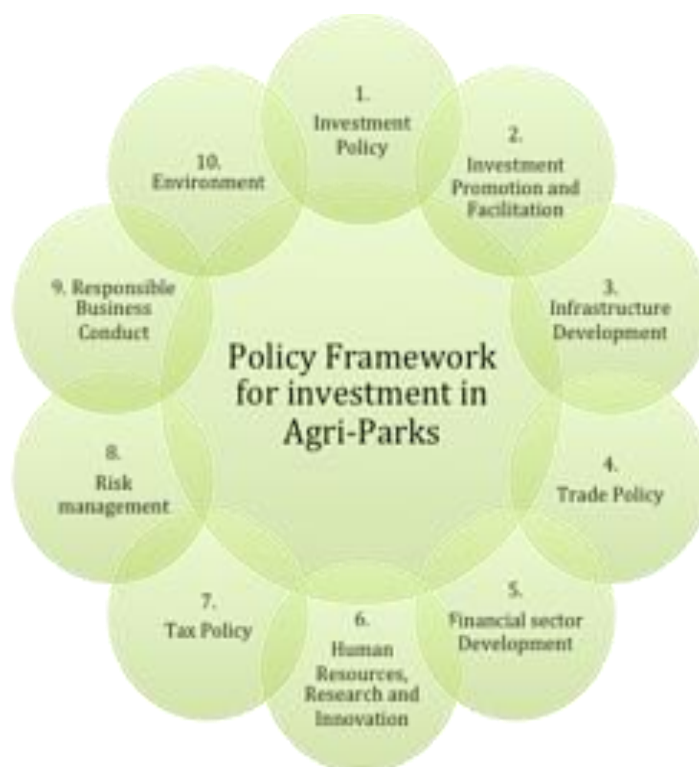 1.
Investment
Policy
2.
Investment
Promotion and
Facilitation
3.
Infrastructure
Development
4.
Trade Policy
5.
Financial sector
Development
6.
Human
Resources,
Research and
Innovation
7.
Tax Policy
8.
Risk
management
9. Responsible
Business
Conduct
10.
Environment
Policy Framework
for investment in
Agri-Parks